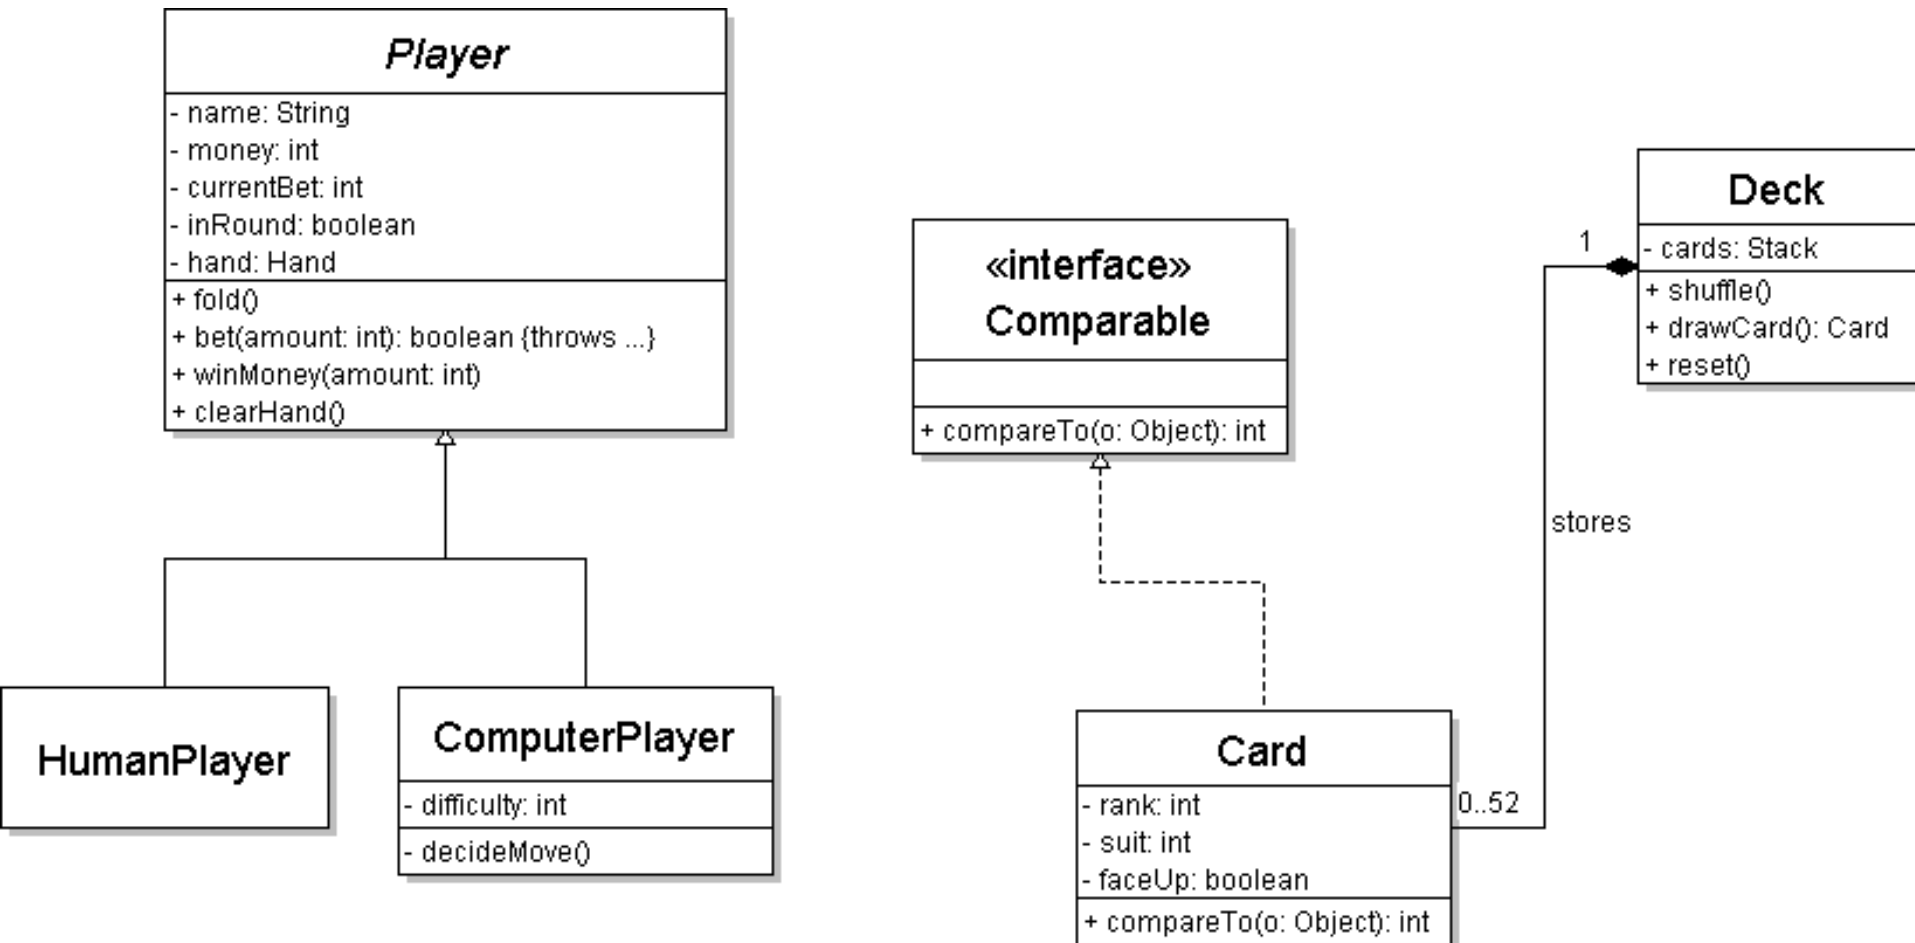 Player
- name: String
- money: int
- currentBet: int
- inRound: boolean
- hand: Hand
+ fold()
+ bet(amount: int): boolean {throws ...}
+ winMoney(amount: int)
+ clearHand()
HumanPlayer
ComputerPlayer
- difficulty: int
- decideMove()
«interface»
Comparable
+ compareTo(o: Object): int
Card
- rank: int
- suit: int
- faceUp: boolean
+ compareTo(o: Object): int
0..52
stores
1
Deck
- cards: Stack
+ shuffle()
+ drawCard(): Card
+ reset()